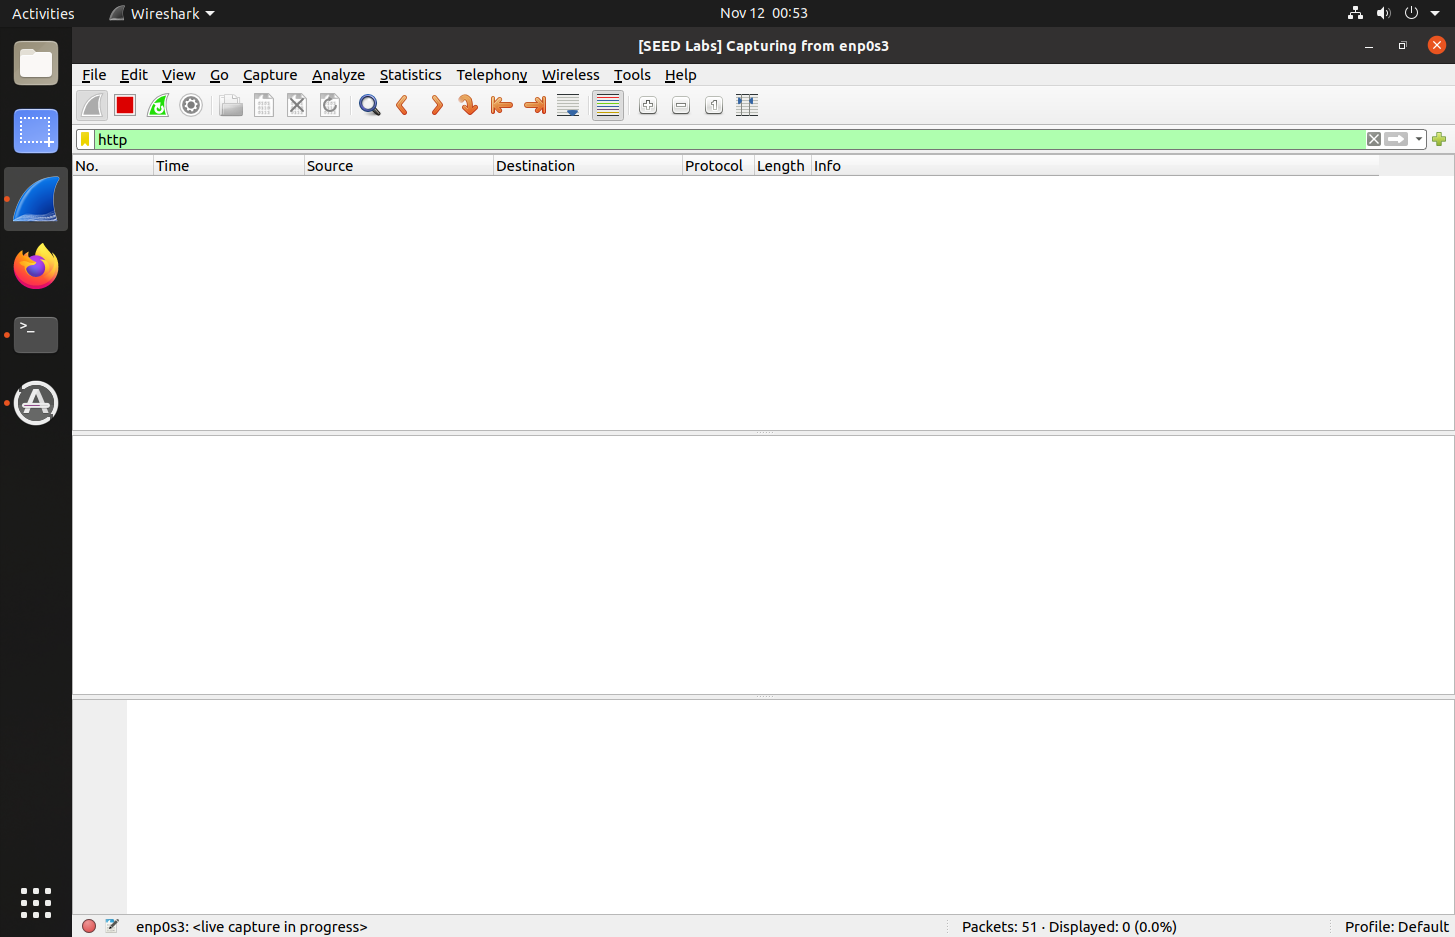 Activities Wireshark Nov 12 00:53
[SEED Labs] Capturing from enp0s3
File Edit View Go Capture Analyze Statistics Telephony Wireless Tools Help
http
No. Time Source Destination Protocol Length Info
enp0s3: <live capture in progress> Packets: 51 · Displayed: 0 (0.0%) Profile: Default